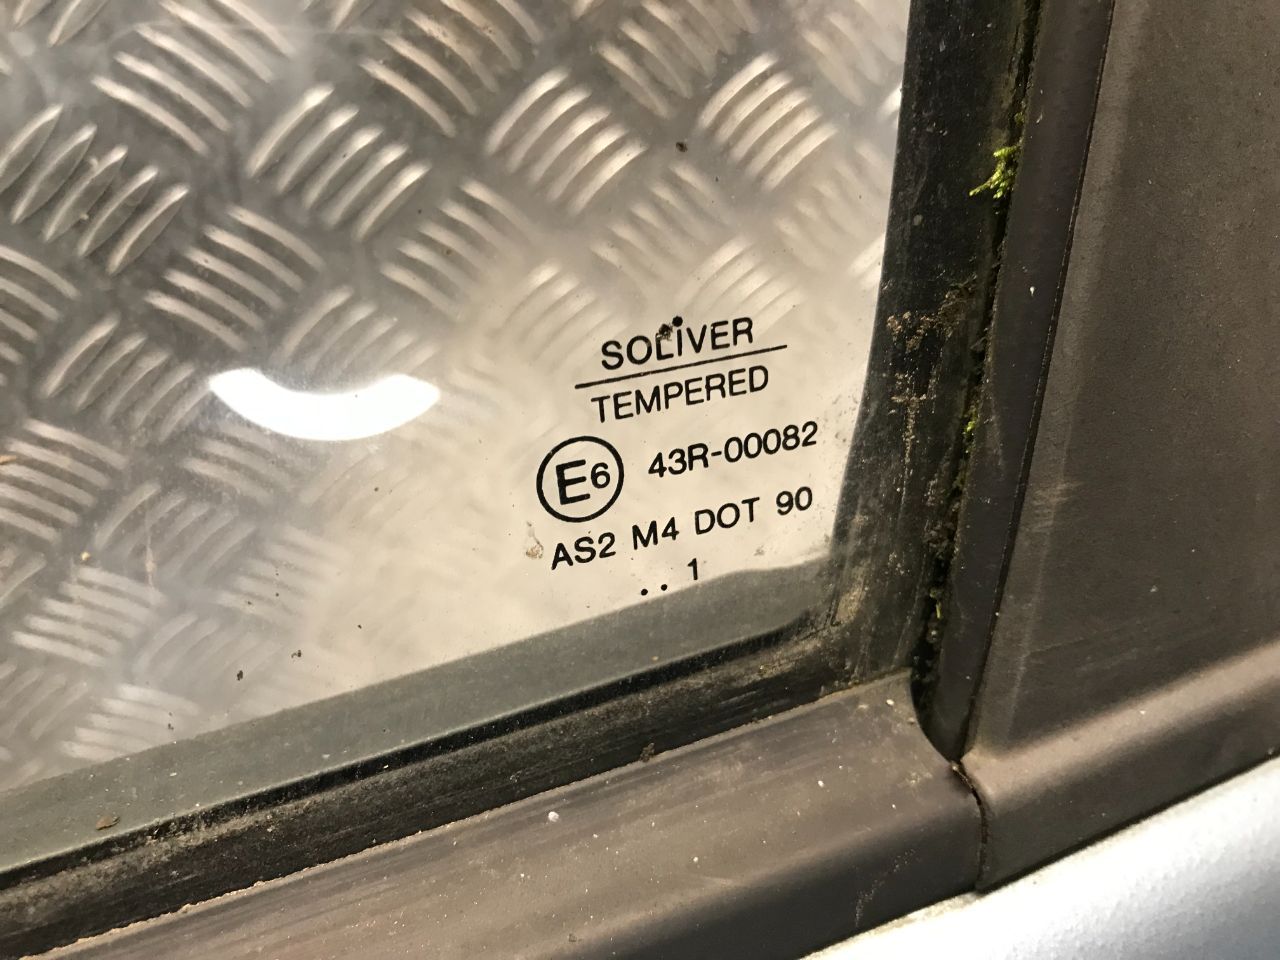 SOLIVER
TEMPERED
E6 43R-00082
AS2 M4 DOT 90
.. 1